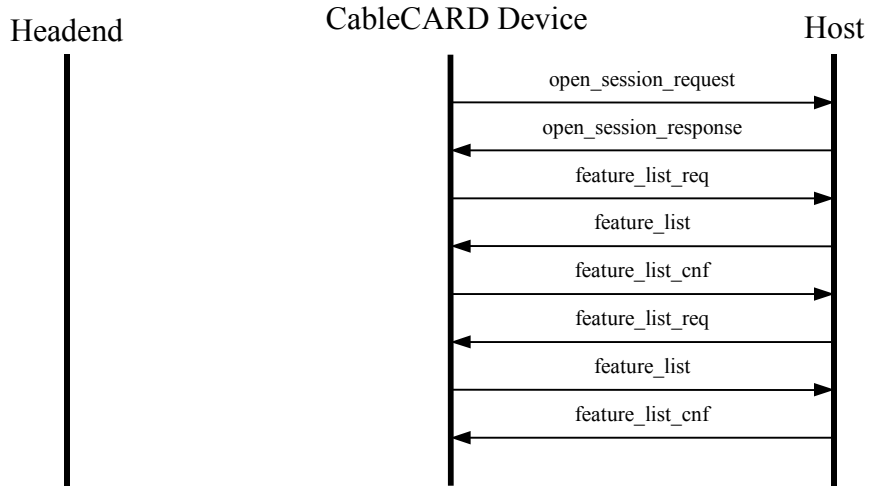 Headend
CableCARD Device
Host
open_session_request
open_session_response
feature_list_req
feature_list
feature_list_cnf
feature_list_req
feature_list
feature_list_cnf